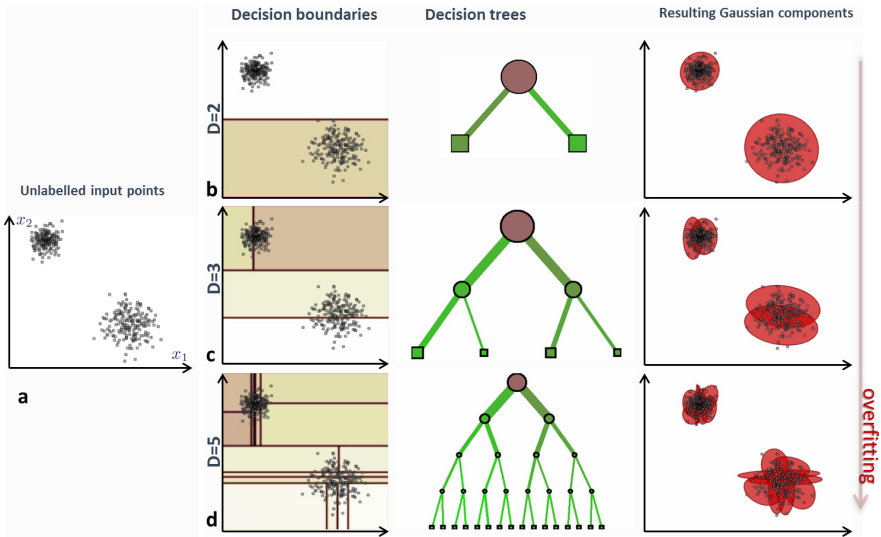 Decision boundaries
Decision trees
Resulting Gaussian components
D=2
b
Unlabelled input points
x2
x1
a
D=3
c
D=5
d
overfitting